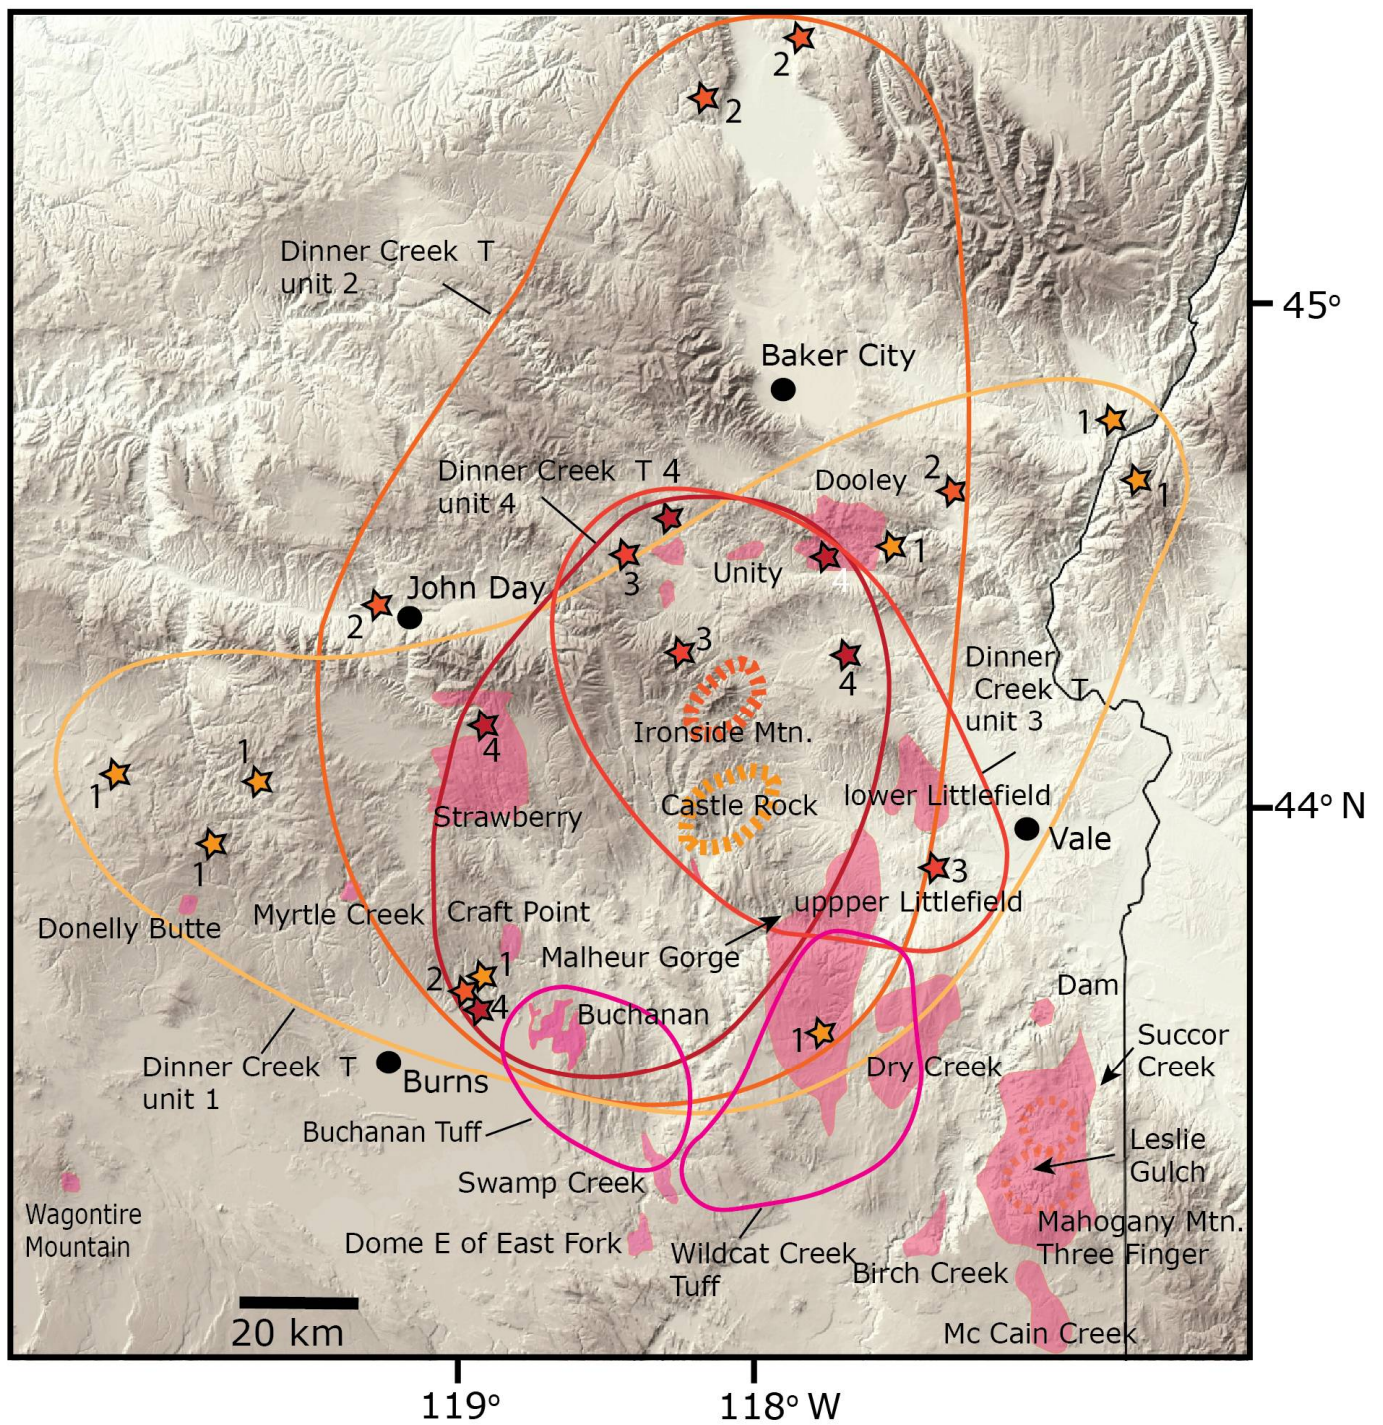 2
2
Dinner Creek  T
unit 2
45°
Baker City
1
Dinner Creek  T 4
unit 4
Dooley
2
1
3
Unity
4
1
John Day
2
3
4
Dinner
Creek  T
unit 3
Ironside Mtn.
4
1
1
1
Castle Rock
lower Littlefield
44° N
Strawberry
Vale
3
Donelly Butte
Myrtle Creek
Craft Point
uppper Littlefield
Malheur Gorge
2
1
4
Dam
Buchanan
1
Succor
Creek
Dinner Creek  T
unit 1
Burns
Dry Creek
Buchanan Tuff
Leslie
Gulch
Swamp Creek
Wagontire
Mountain
Dome E of East Fork
Wildcat Creek
Tuff
Mahogany Mtn.
Three Finger
Birch Creek
20 km
Mc Cain Creek
119°
118° W